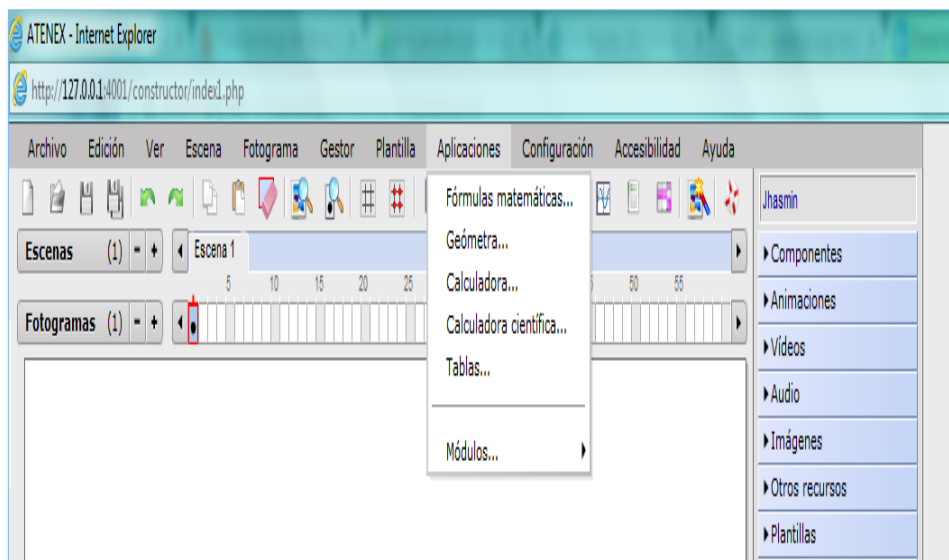 ATENEX - Internet Explorer
http://127.0.0.1:4001/constructor/index1.php
Archivo Edición Ver Escena Fotograma Gestor Plantilla Aplicaciones Configuración Accesibilidad Ayuda
Fórmulas matemáticas...
Geómetra...
Calculadora...
Calculadora científica...
Tablas...
Módulos...
Jhasmin
Escenas (1) - + Escena 1
5 10 15 20 25 50 55
Fotogramas (1) - +
Componentes
Animaciones
Vídeos
Audio
Imágenes
Otros recursos
Plantillas